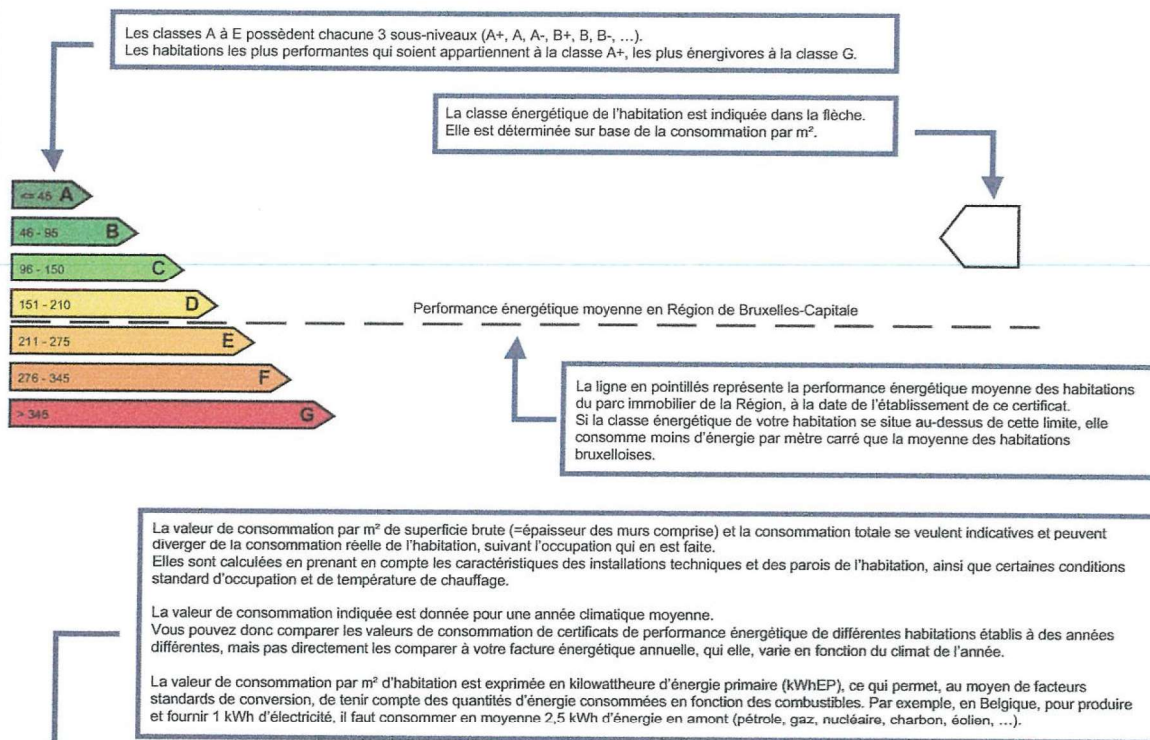 Les classes A à E possèdent chacune 3 sous-niveaux (A+, A, A-, B+, B, B-, ...).
Les habitations les plus performantes qui soient appartiennent à la classe A+, les plus énergivores à la classe G.
La classe énergétique de l'habitation est indiquée dans la flèche.
Elle est déterminée sur base de la consommation par m².
<= 45 A
46 - 95 B
96 - 150 C
151 - 210 D
Performance énergétique moyenne en Région de Bruxelles-Capitale
211 - 275 E
276 - 345 F
> 345 G
La ligne en pointillés représente la performance énergétique moyenne des habitations
du parc immobilier de la Région, à la date de l'établissement de ce certificat.
Si la classe énergétique de votre habitation se situe au-dessus de cette limite, elle
consomme moins d'énergie par mètre carré que la moyenne des habitations
bruxelloises.
La valeur de consommation par m² de superficie brute (=épaisseur des murs comprise) et la consommation totale se veulent indicatives et peuvent
diverger de la consommation réelle de l'habitation, suivant l'occupation qui en est faite.
Elles sont calculées en prenant en compte les caractéristiques des installations techniques et des parois de l'habitation, ainsi que certaines conditions
standard d'occupation et de température de chauffage.
La valeur de consommation indiquée est donnée pour une année climatique moyenne.
Vous pouvez donc comparer les valeurs de consommation de certificats de performance énergétique de différentes habitations établis à des années
différentes, mais pas directement les comparer à votre facture énergétique annuelle, qui elle, varie en fonction du climat de l'année.
La valeur de consommation par m² d'habitation est exprimée en kilowattheure d'énergie primaire (kWhEP), ce qui permet, au moyen de facteurs
standards de conversion, de tenir compte des quantités d'énergie consommées en fonction des combustibles. Par exemple, en Belgique, pour produire
et fournir 1 kWh d'électricité, il faut consommer en moyenne 2,5 kWh d'énergie en amont (pétrole, gaz, nucléaire, charbon, éolien, ...).